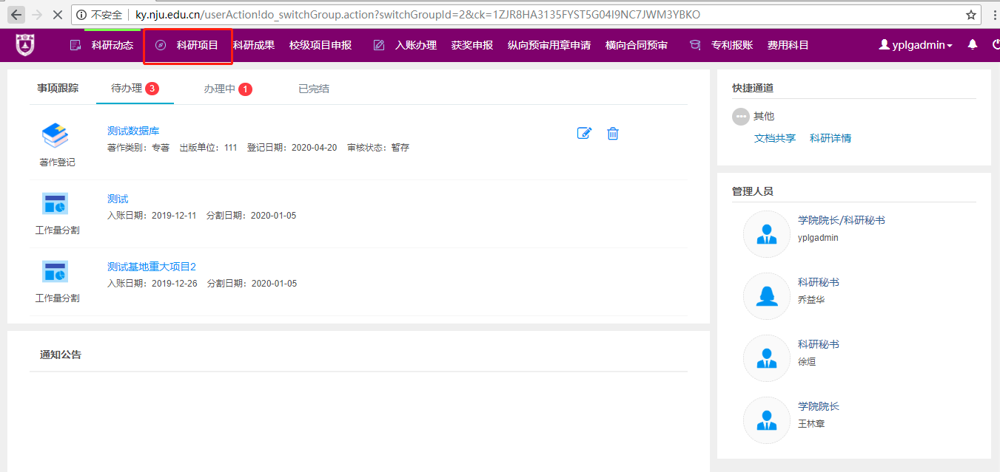 不安全 ky.nju.edu.cn/userAction!do_switchGroup.action?switchGroupId=2&ck=1ZJR8HA3135FYST5G04I9NC7JWM3YBKO
科研动态 科研项目 科研成果 校级项目申报 入账办理 获奖申报 纵向预审用章申请 横向合同预审 专利报账 费用科目 yplgadmin
事项跟踪 待办理 3 办理中 1 已完结
测试数据库
著作类别：专著 出版单位：111 登记日期：2020-04-20 审核状态：暂存
著作登记
测试
入账日期：2019-12-11 分割日期：2020-01-05
工作量分割
测试基地重大项目2
入账日期：2019-12-26 分割日期：2020-01-05
工作量分割
通知公告
快捷通道
其他
文档共享 科研详情
管理人员
学院院长/科研秘书
yplgadmin
科研秘书
乔益华
科研秘书
徐烜
学院院长
王林章